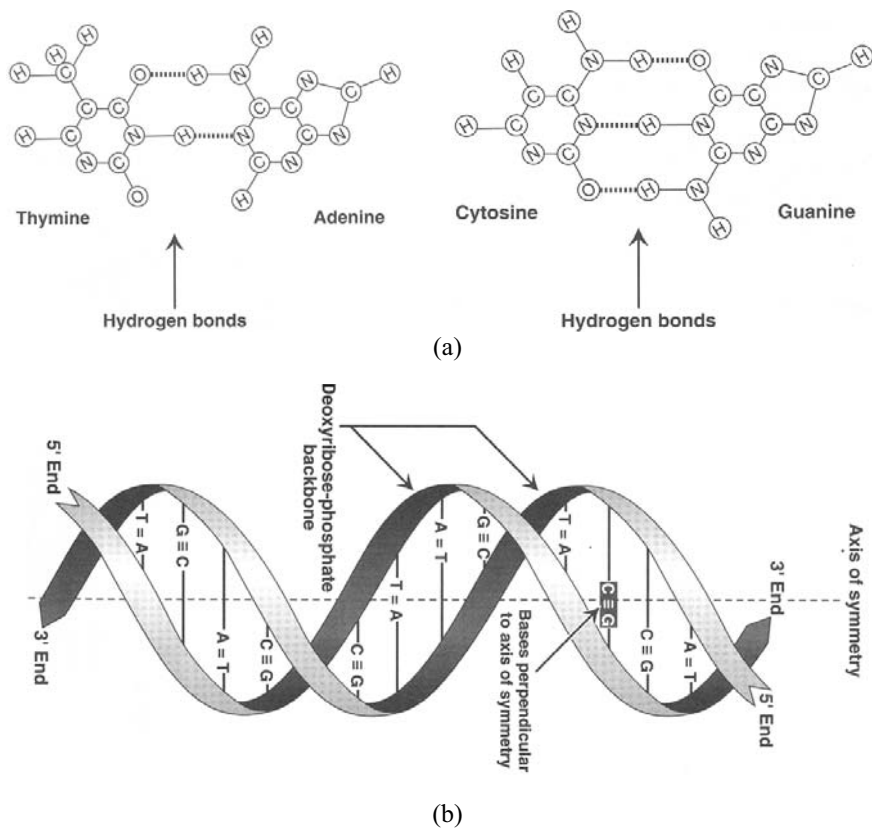 H
H H
H C O H N N C H
C C C C
H C N H N C N
N C C N
O H
Thymine
Adenine
Hydrogen bonds
H
H N H O N C H
C C C C
H C N H N C N
N C C N
O H N
H
Cytosine
Guanine
Hydrogen bonds
(a)
5' End
3' End
Deoxyribose-phosphate
backbone
T = A
G ≡ C
A = T
C ≡ G
C ≡ G
T = A
A = T
G ≡ C
T = A
C ≡ G
C ≡ G
A = T
Bases perpendicular
to axis of symmetry
3' End
5' End
Axis of symmetry
(b)